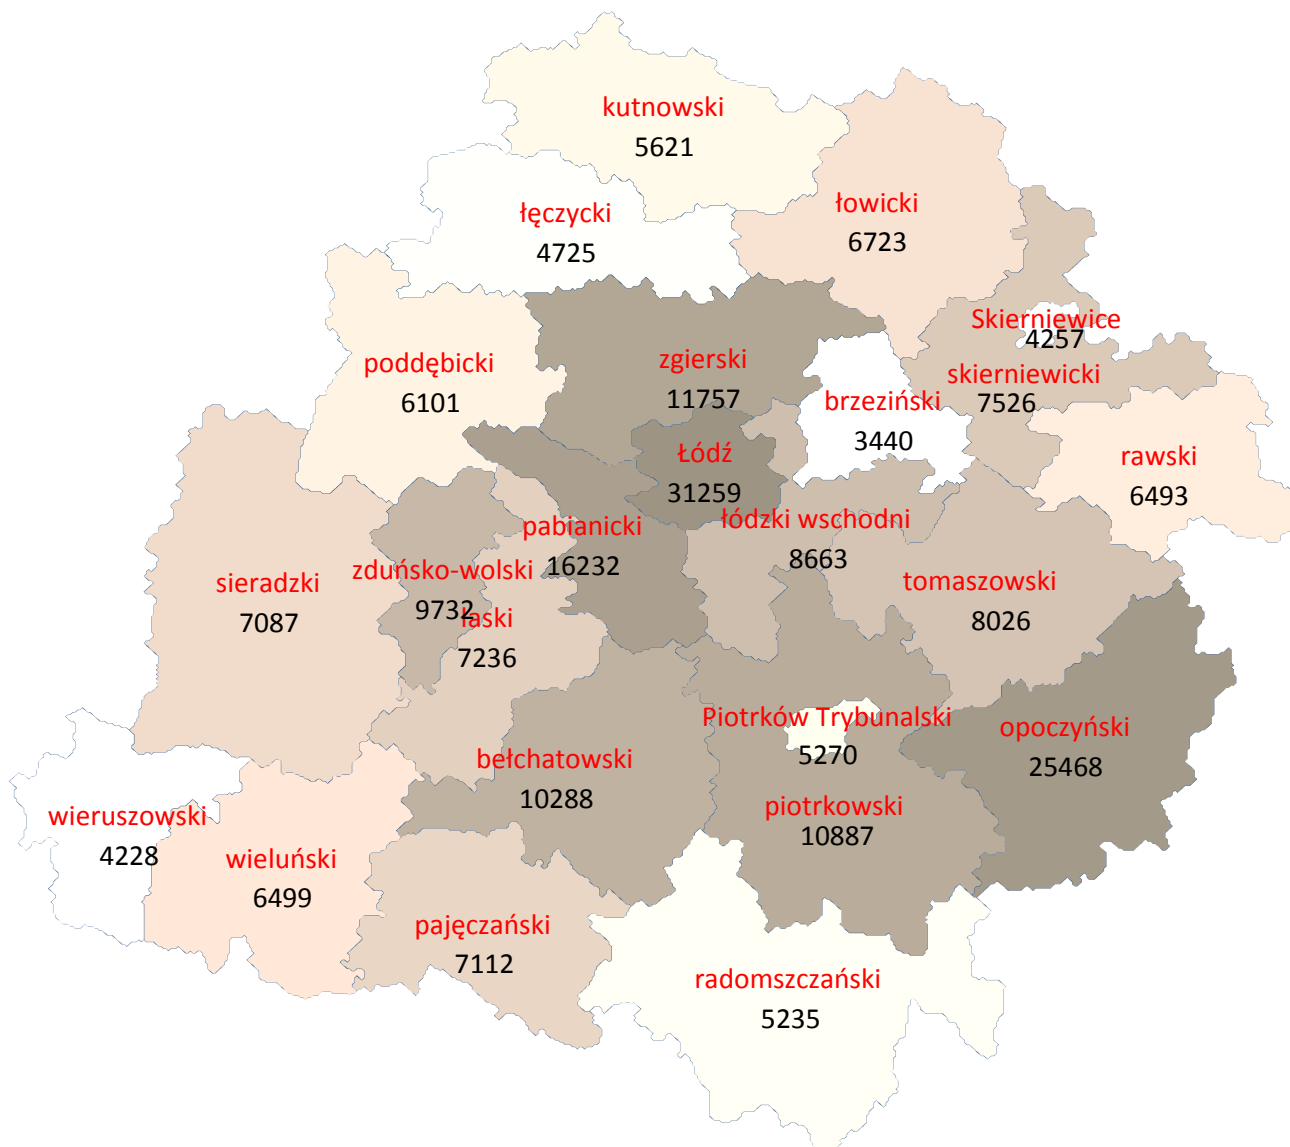 kutnowski
5621
łęczycki
4725
łowicki
6723
Skierniewice
4257
skierniewicki
7526
poddębicki
6101
zgierski
11757
brzeziński
3440
rawski
6493
Łódź
31259
pabianicki
16232
łódzki wschodni
8663
sieradzki
7087
zduńsko-wolski
9732
łaski
7236
tomaszowski
8026
Piotrków Trybunalski
5270
opoczyński
25468
bełchatowski
10288
piotrkowski
10887
wieruszowski
4228
wieluński
6499
pajęczański
7112
radomszczański
5235